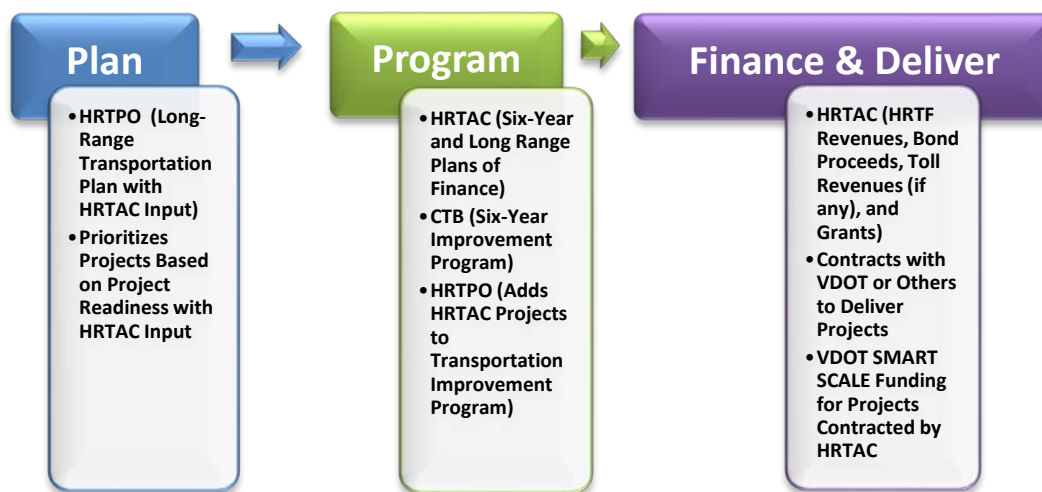 Plan
•HRTPO (Long-
Range
Transportation
Plan with
HRTAC Input)
•Prioritizes
Projects Based
on Project
Readiness with
HRTAC Input
Program
•HRTAC (Six-Year
and Long Range
Plans of
Finance)
•CTB (Six-Year
Improvement
Program)
•HRTPO (Adds
HRTAC Projects
to
Transportation
Improvement
Program)
Finance & Deliver
•HRTAC (HRTF
Revenues, Bond
Proceeds, Toll
Revenues (if
any), and
Grants)
•Contracts with
VDOT or Others
to Deliver
Projects
•VDOT SMART
SCALE Funding
for Projects
Contracted by
HRTAC